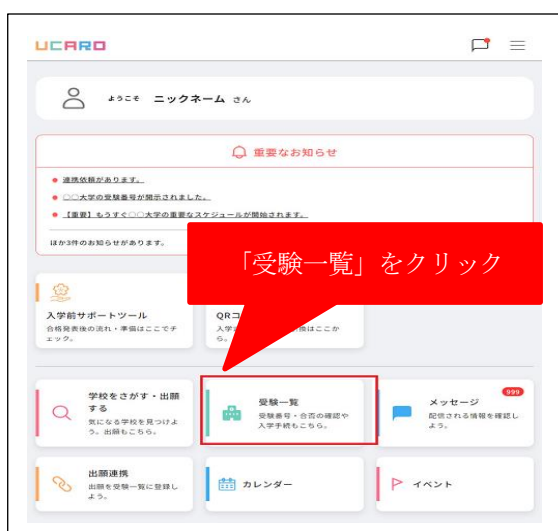 UCARO
ようこそ ニックネーム さん
重要なお知らせ
連携依頼があります。
○○大学の受験番号が開示されました。
【重要】もうすぐ○○大学の重要なスケジュールが開始されます。
ほか3件のお知らせがあります。
「受験一覧」をクリック
入学前サポートツール
合格発表後の流れ・準備はここでチ
ェック。
QRコ
ら。
学校をさがす・出願
する
気になる学校を見つけよ
う。出願もこちら。
受験一覧
受験番号・合否の確認や
入学手続もこちら。
999
メッセージ
配信される情報を確認し
よう。
出願連携
出願を受験一覧に登録し
よう。
カレンダー
イベント